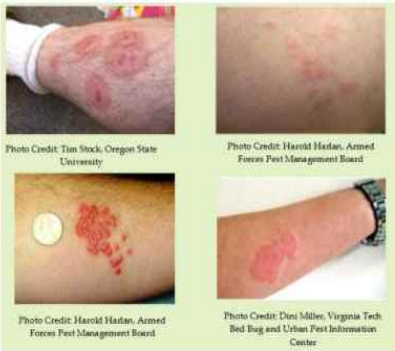 Photo Credit: Tim Stock, Oregon State
University
Photo Credit: Harold Harlan, Armed
Forces Pest Management Board
Photo Credit: Harold Harlan, Armed
Forces Pest Management Board
Photo Credit: Dini Miller, Virginia Tech
Bed Bug and Urban Pest Information
Center